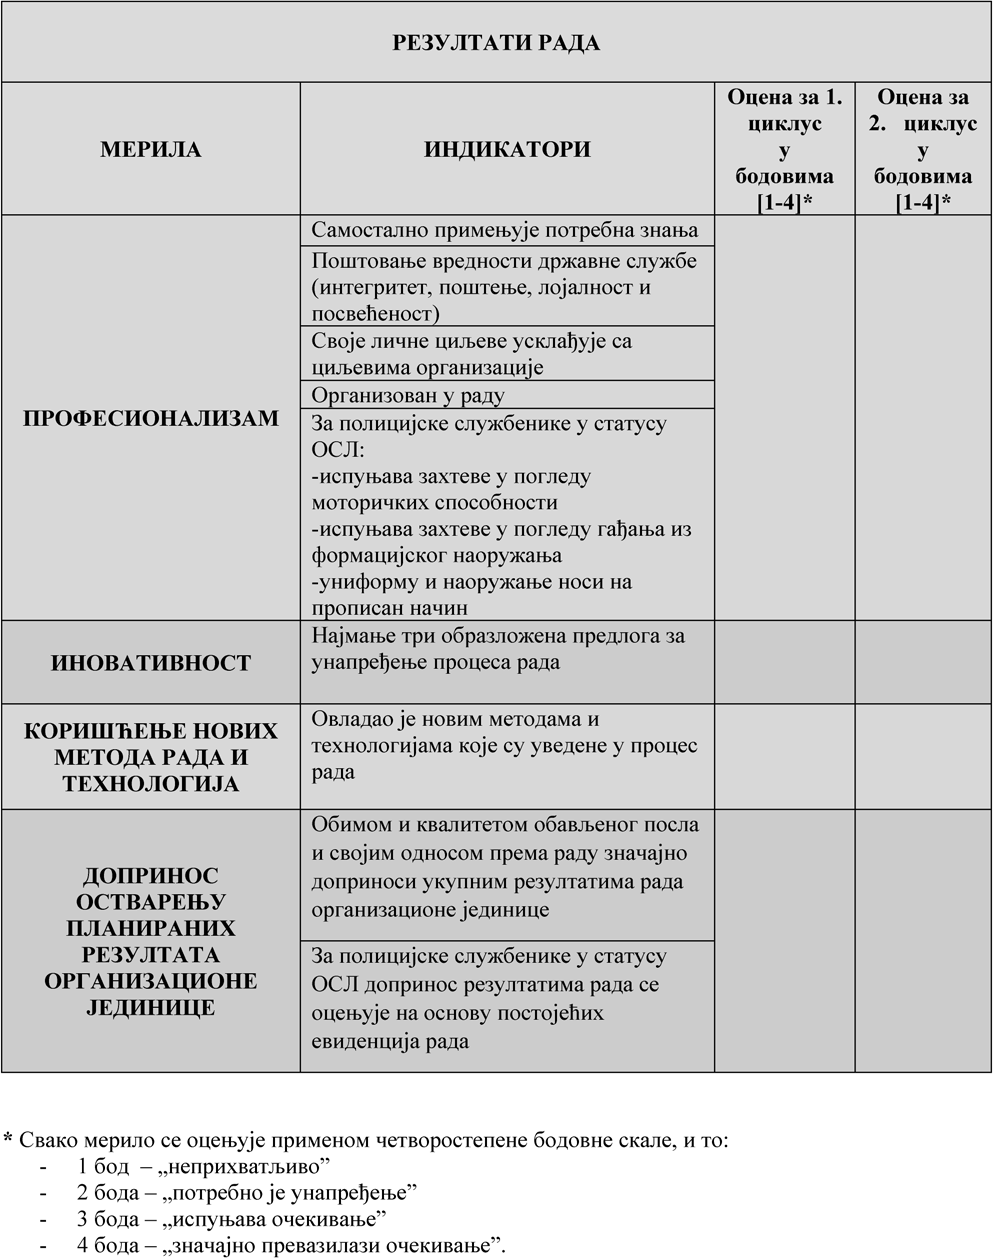 РЕЗУЛТАТИ РАДА
МЕРИЛА
ИНДИКАТОРИ
Оцена за 1.
циклус
у
бодовима
[1-4]*
Оцена за
2. циклус
у
бодовима
[1-4]*
ПРОФЕСИОНАЛИЗАМ
Самостално примењује потребна знања
Поштовање вредности државне службе
(интегритет, поштење, лојалност и
посвећеност)
Своје личне циљеве усклађује са
циљевима организације
Организован у раду
За полицијске службенике у статусу
ОСЛ:
-испуњава захтеве у погледу
моторичких способности
-испуњава захтеве у погледу гађања из
формацијског наоружања
-униформу и наоружање носи на
прописан начин
ИНОВАТИВНОСТ
Најмање три образложена предлога за
унапређење процеса рада
КОРИШЋЕЊЕ НОВИХ
МЕТОДА РАДА И
ТЕХНОЛОГИЈА
Овладао је новим методама и
технологијама које су уведене у процес
рада
ДОПРИНОС
ОСТВАРЕЊУ
ПЛАНИРАНИХ
РЕЗУЛТАТА
ОРГАНИЗАЦИОНЕ
ЈЕДИНИЦЕ
Обимом и квалитетом обављеног посла
и својим односом према раду значајно
доприноси укупним резултатима рада
организационе јединице
За полицијске службенике у статусу
ОСЛ допринос резултатима рада се
оцењује на основу постојећих
евиденција рада
* Свако мерило се оцењује применом четворостепене бодовне скале, и то:
- 1 бод – „неприхватљиво”
- 2 бода – „потребно је унапређење”
- 3 бода – „испуњава очекивање”
- 4 бода – „значајно превазилази очекивање”.